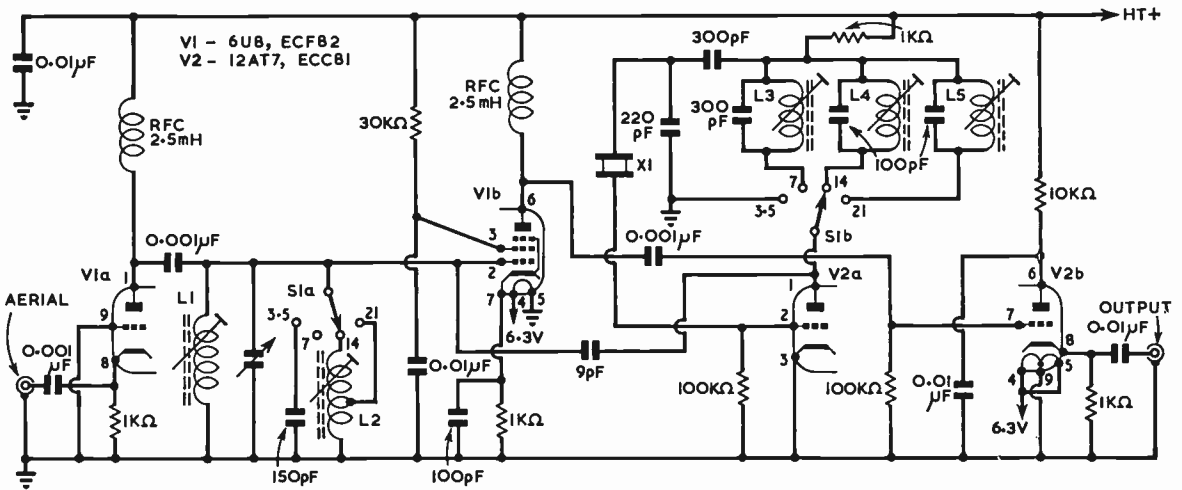 HT+
V1 – 6U8, ECF82
V2 – 12AT7, ECC81
0·01µF
RFC
2·5mH
30KΩ
RFC
2·5mH
300pF
1KΩ
220
pF
300
pF
L3
L4
L5
100pF
X1
7
14
3·5
21
S1b
10KΩ
V1b
6
3
2
7
4
5
6·3V
0·001µF
0·001µF
V1a
1
9
8
AERIAL
0·001
µF
1KΩ
L1
S1a
3·5
7
14
21
L2
150pF
0·01µF
100pF
1KΩ
9pF
V2a
1
2
3
100KΩ
100KΩ
V2b
6
7
8
5
4
9
6·3V
0·01
µF
0·01µF
OUTPUT
1KΩ